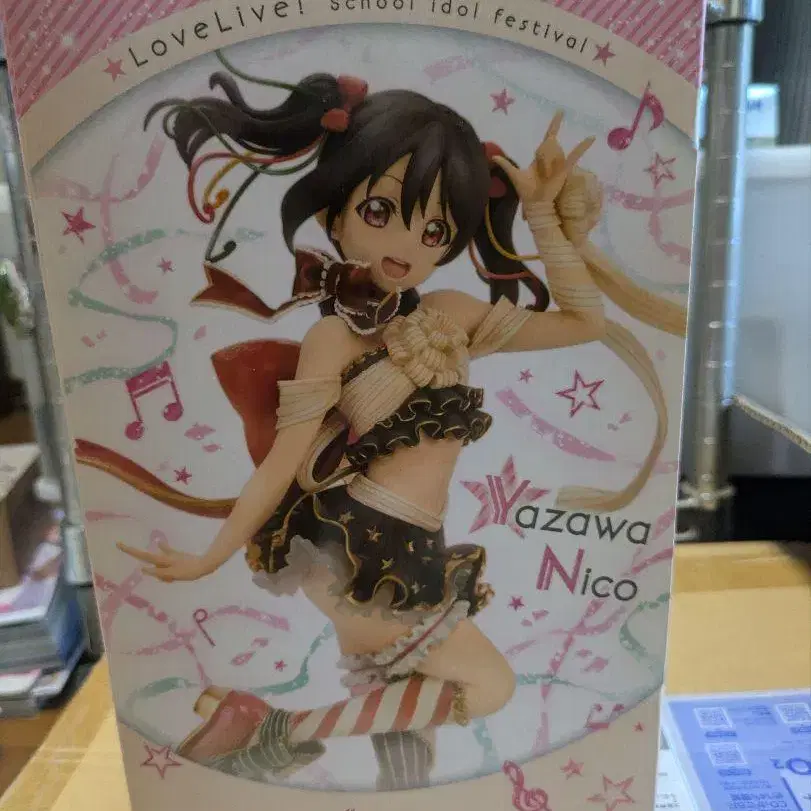 LoveLive! School idol festival
Yazawa
Nico